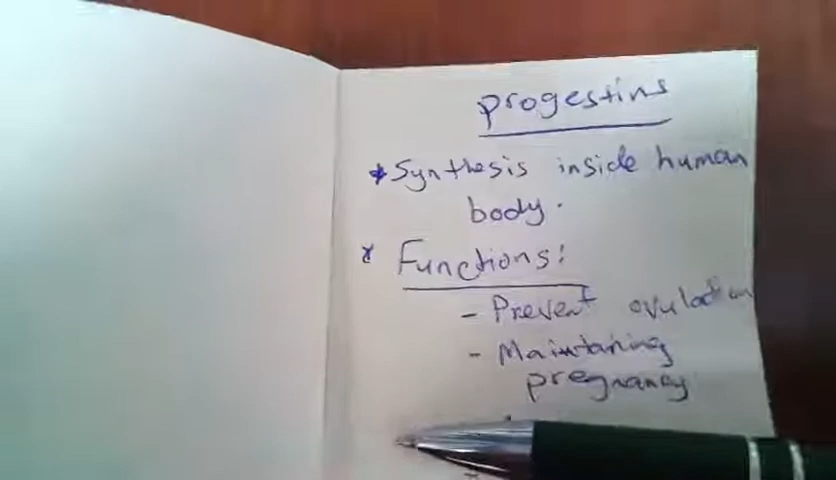 progestins
* Synthesis inside human
body.
* Functions:
- Prevent ovulation
- Maintaining
pregnancy